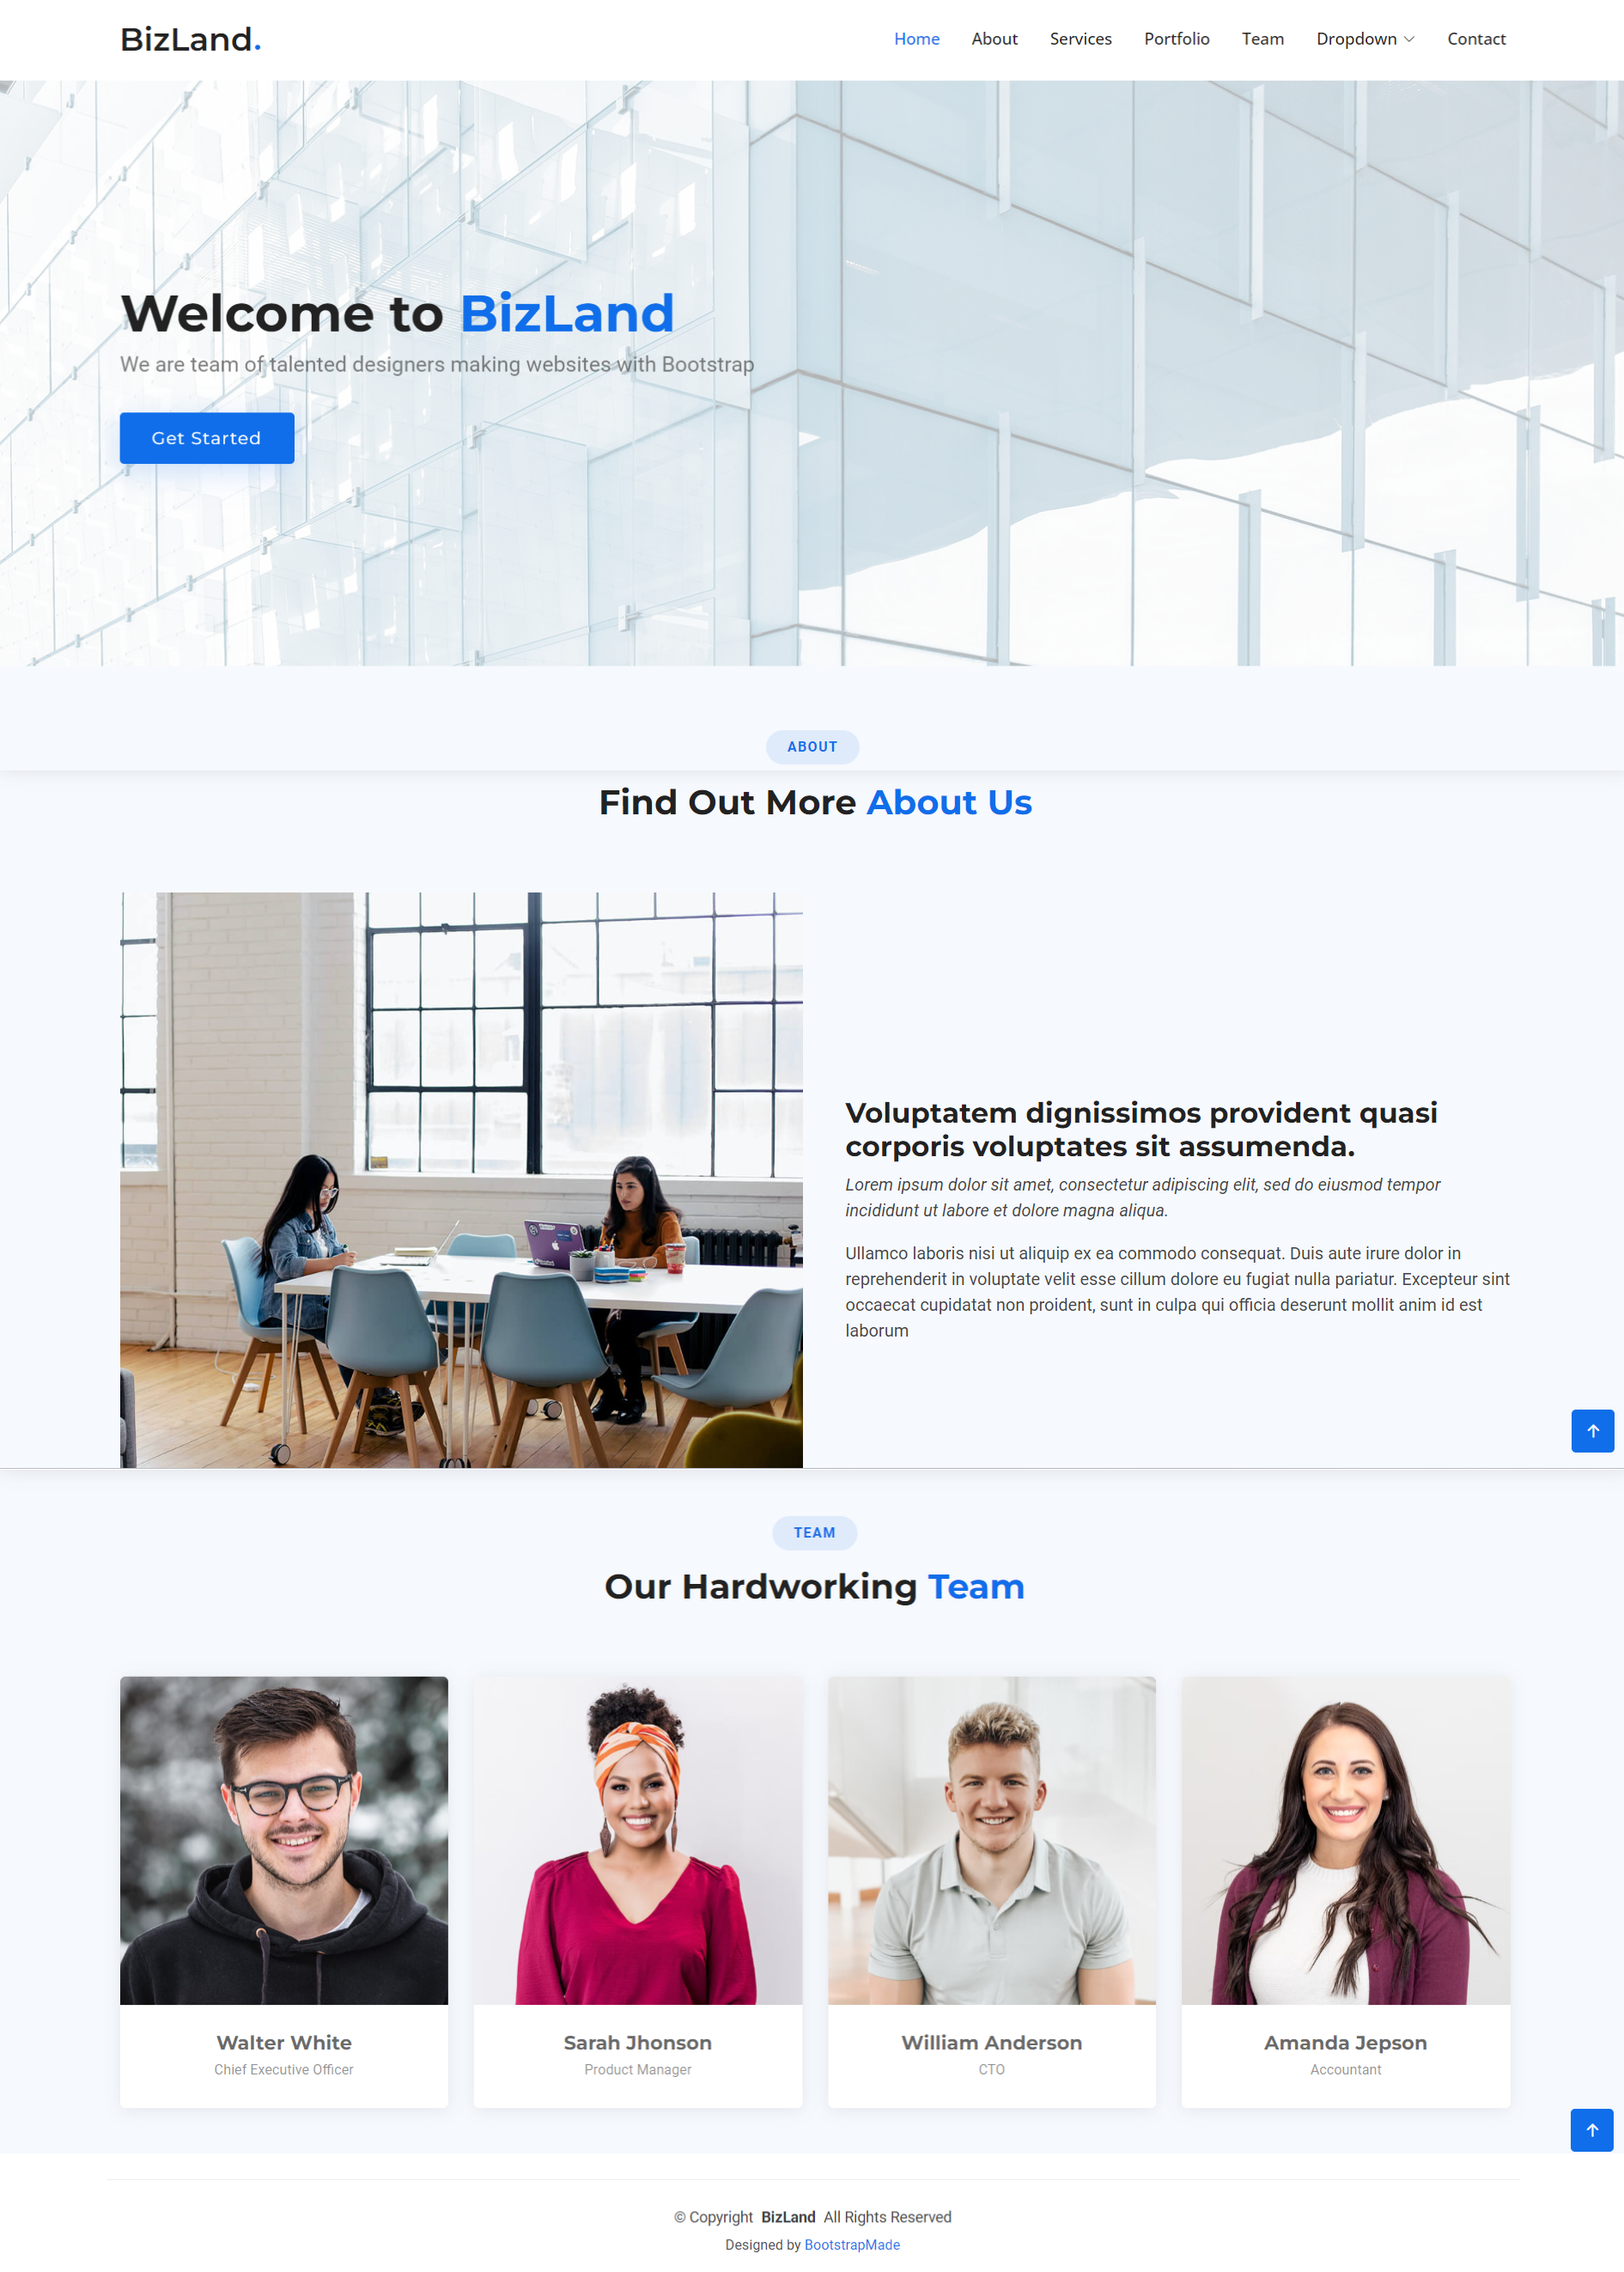 BizLand.
Home About Services Portfolio Team Dropdown Contact
Welcome to BizLand
We are team of talented designers making websites with Bootstrap
Get Started
ABOUT
Find Out More About Us
Voluptatem dignissimos provident quasi
corporis voluptates sit assumenda.
Lorem ipsum dolor sit amet, consectetur adipiscing elit, sed do eiusmod tempor
incididunt ut labore et dolore magna aliqua.
Ullamco laboris nisi ut aliquip ex ea commodo consequat. Duis aute irure dolor in
reprehenderit in voluptate velit esse cillum dolore eu fugiat nulla pariatur. Excepteur sint
occaecat cupidatat non proident, sunt in culpa qui officia deserunt mollit anim id est
laborum
TEAM
Our Hardworking Team
Walter White
Chief Executive Officer
Sarah Jhonson
Product Manager
William Anderson
CTO
Amanda Jepson
Accountant
© Copyright BizLand All Rights Reserved
Designed by BootstrapMade